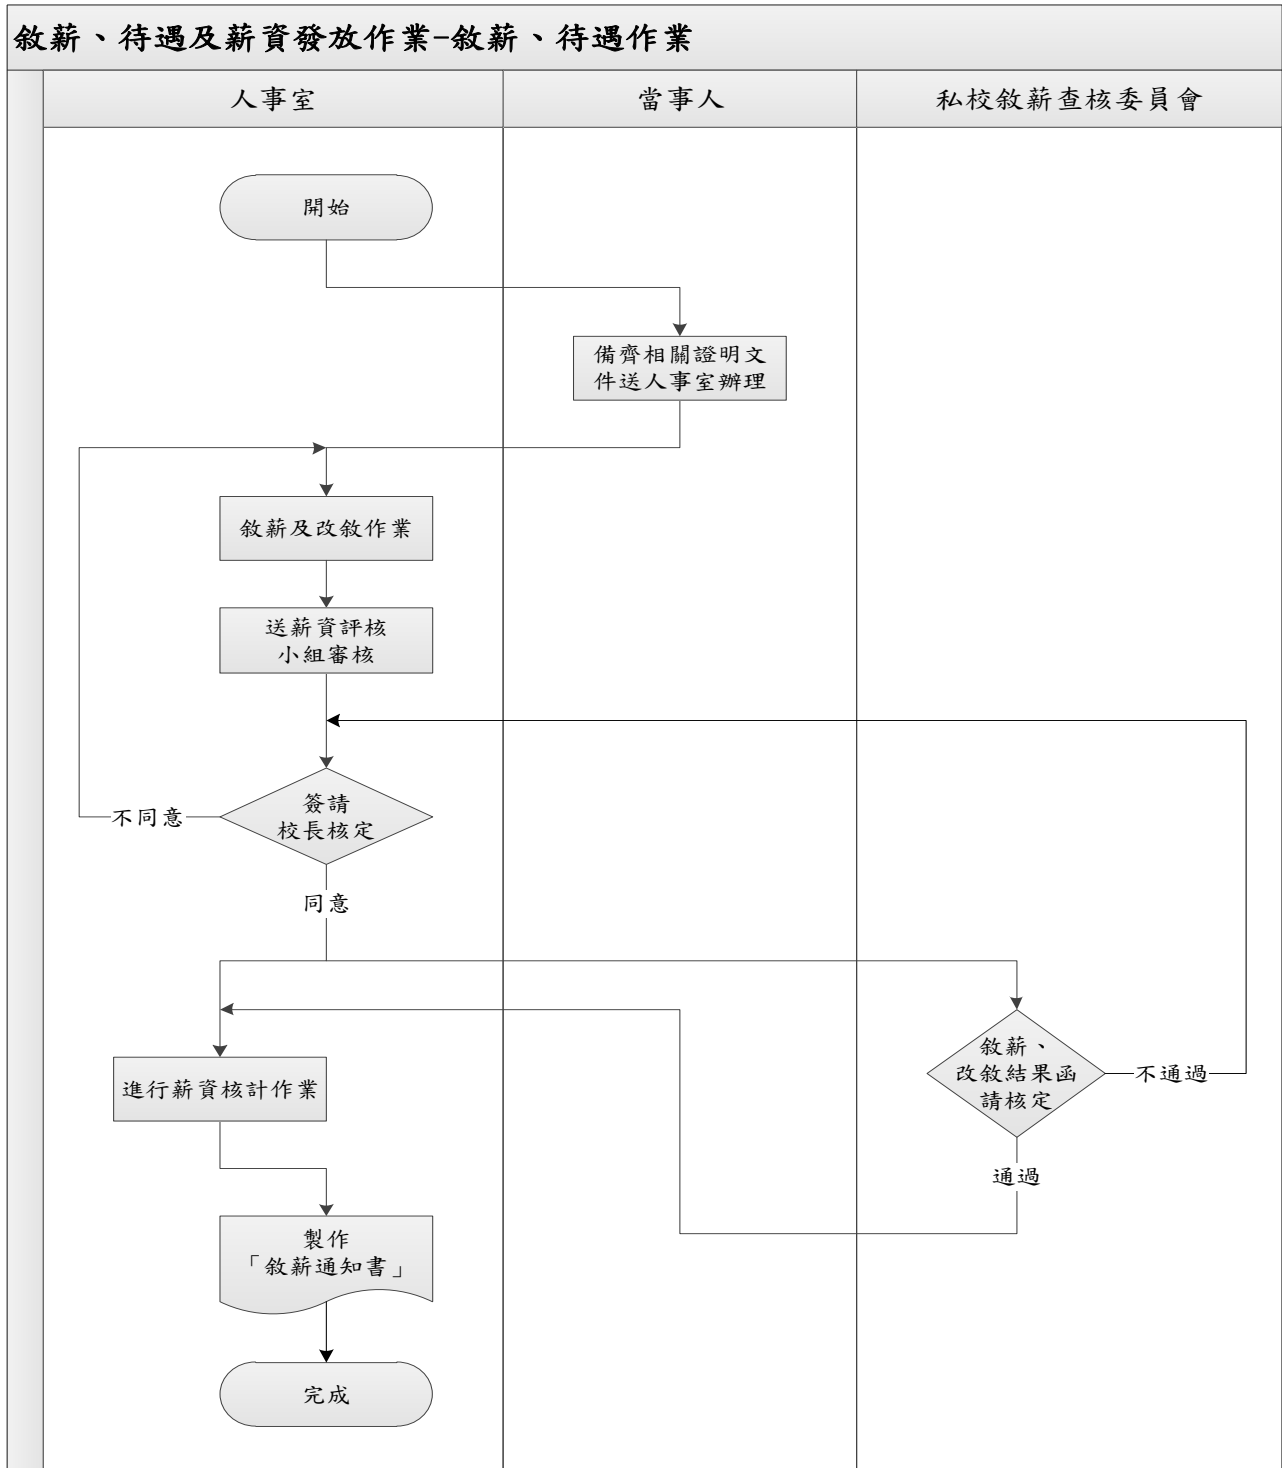 敘薪、待遇及薪資發放作業-敘薪、待遇作業
人事室
當事人
私校敘薪查核委員會
開始
備齊相關證明文
件送人事室辦理
敘薪及改敘作業
送薪資評核
小組審核
簽請
校長核定
不同意
同意
敘薪、
改敘結果函
請核定
不通過
進行薪資核計作業
通過
製作
「敘薪通知書」
完成